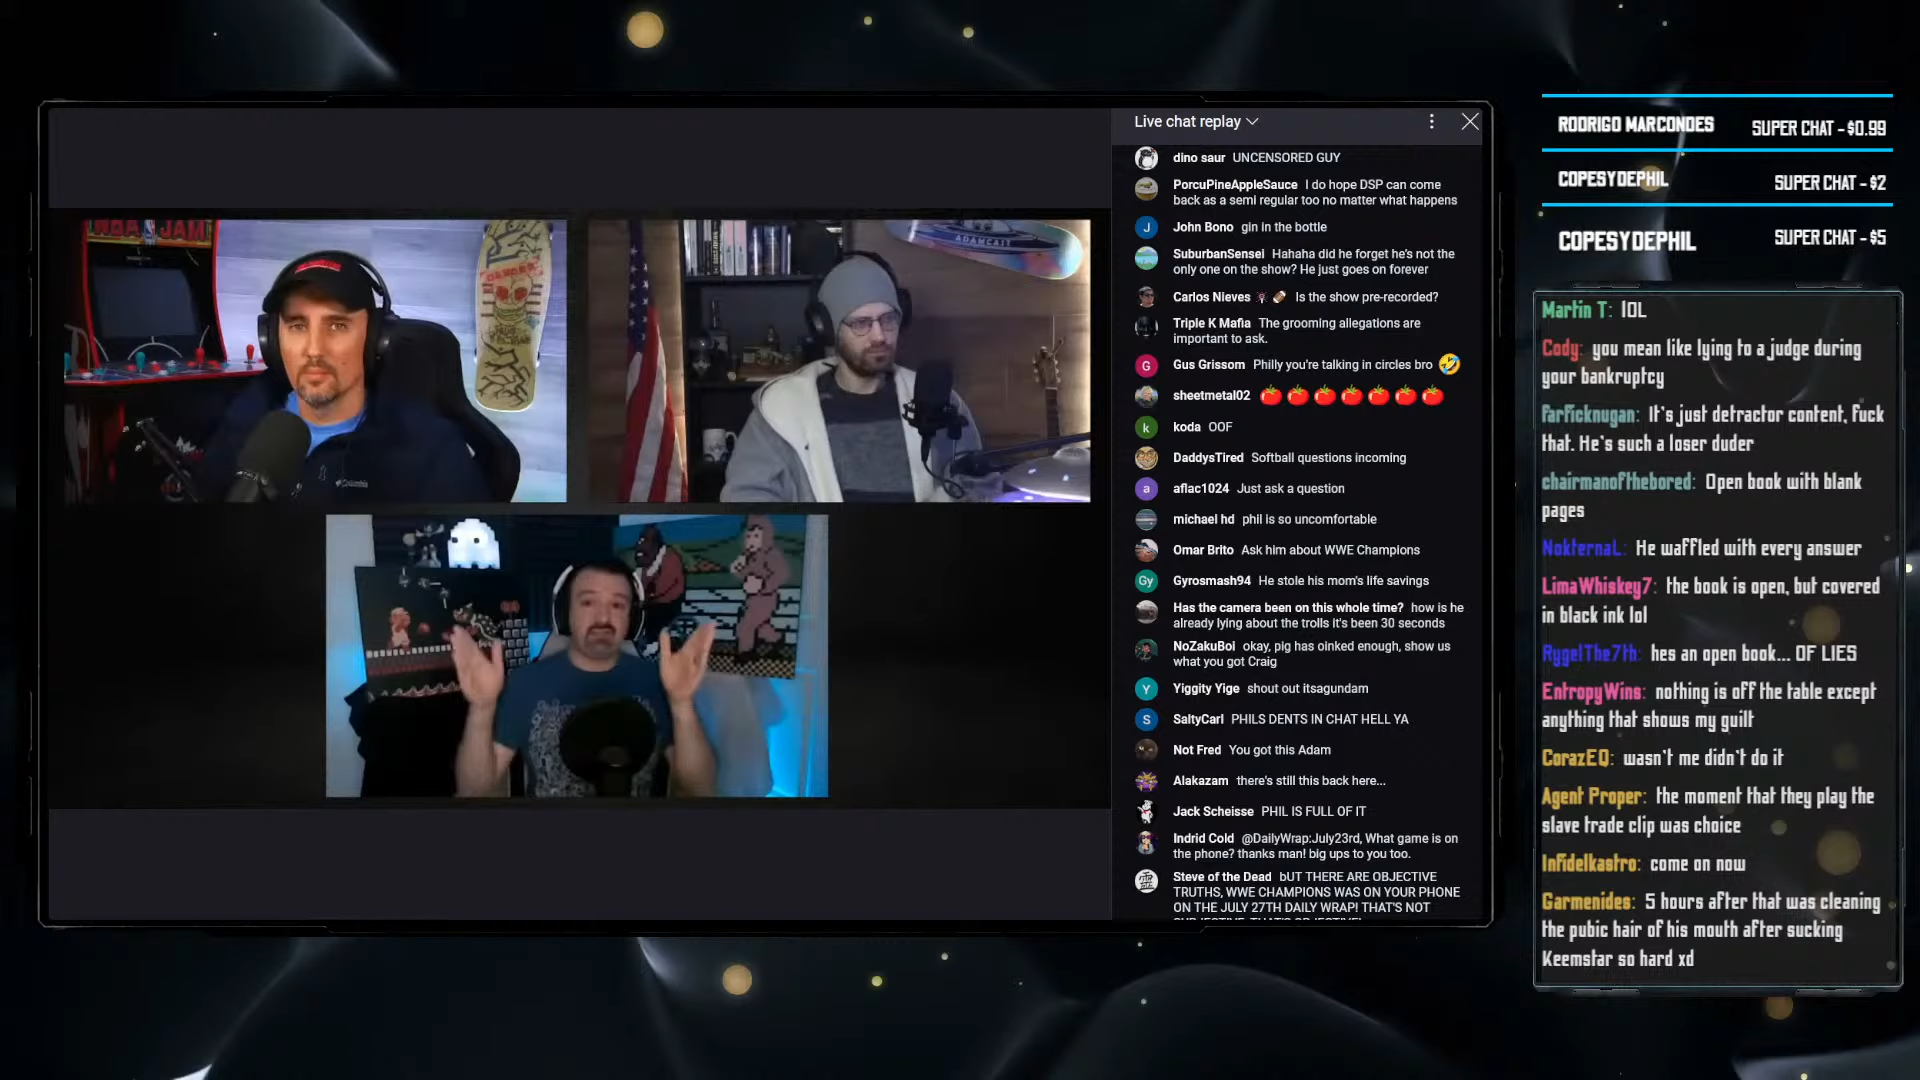 NBA JAM
ADAMCAST
Columbia
Live chat replay
dino saur UNCENSORED GUY
PorcuPineAppleSauce I do hope DSP can come
back as a semi regular too no matter what happens
J
John Bono gin in the bottle
SuburbanSensei Hahaha did he forget he's not the
only one on the show? He just goes on forever
Carlos Nieves 🏈 Is the show pre-recorded?
Triple K Mafia The grooming allegations are
important to ask.
G
Gus Grissom Philly you're talking in circles bro 🤣
sheetmetal02 🍅🍅🍅🍅🍅🍅🍅
k
koda OOF
DaddysTired Softball questions incoming
a
aflac1024 Just ask a question
michael hd phil is so uncomfortable
Omar Brito Ask him about WWE Champions
Gy
Gyrosmash94 He stole his mom's life savings
Has the camera been on this whole time? how is he
already lying about the trolls it's been 30 seconds
NoZakuBoi okay, pig has oinked enough, show us
what you got Craig
Y
Yiggity Yige shout out itsagundam
S
SaltyCarl PHILS DENTS IN CHAT HELL YA
Not Fred You got this Adam
Alakazam there's still this back here...
Jack Scheisse PHIL IS FULL OF IT
Indrid Cold @DailyWrap:July23rd, What game is on
the phone? thanks man! big ups to you too.
Steve of the Dead bUT THERE ARE OBJECTIVE
TRUTHS, WWE CHAMPIONS WAS ON YOUR PHONE
ON THE JULY 27TH DAILY WRAP! THAT'S NOT
RODRIGO MARCONDES SUPER CHAT - $0.99
COPESYDEPHIL SUPER CHAT - $2
COPESYDEPHIL SUPER CHAT - $5
Martin T: lOL
Cody: you mean like lying to a judge during
your bankruptcy
farficknugan: It's just detractor content, fuck
that. He's such a loser duder
chairmanofthebored: Open book with blank
pages
NokternaL: He waffled with every answer
LimaWhiskey7: the book is open, but covered
in black ink lol
RygelThe7th: hes an open book... OF LIES
EntropyWins: nothing is off the table except
anything that shows my guilt
CorazEQ: wasn't me didn't do it
Agent Proper: the moment that they play the
slave trade clip was choice
Infidelkastro: come on now
Garmenides: 5 hours after that was cleaning
the pubic hair of his mouth after sucking
Keemstar so hard xd